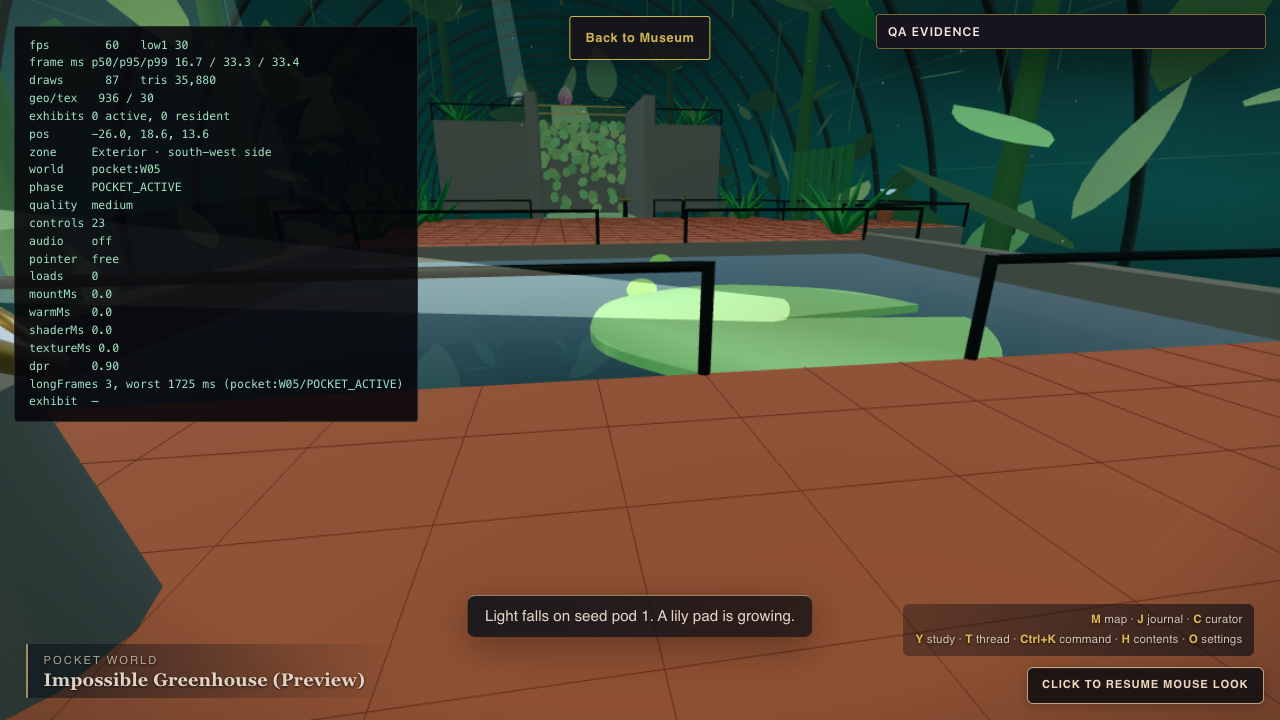 fps 60 low1 30
frame ms p50/p95/p99 16.7 / 33.3 / 33.4
draws 87 tris 35,880
geo/tex 936 / 30
exhibits 0 active, 0 resident
pos −26.0, 18.6, 13.6
zone Exterior · south-west side
world pocket:W05
phase POCKET_ACTIVE
quality medium
controls 23
audio off
pointer free
loads 0
mountMs 0.0
warmMs 0.0
shaderMs 0.0
textureMs 0.0
dpr 0.90
longFrames 3, worst 1725 ms (pocket:W05/POCKET_ACTIVE)
exhibit —
Back to Museum
QA EVIDENCE
Light falls on seed pod 1. A lily pad is growing.
M map · J journal · C curator
Y study · T thread · Ctrl+K command · H contents · O settings
POCKET WORLD
Impossible Greenhouse (Preview)
CLICK TO RESUME MOUSE LOOK